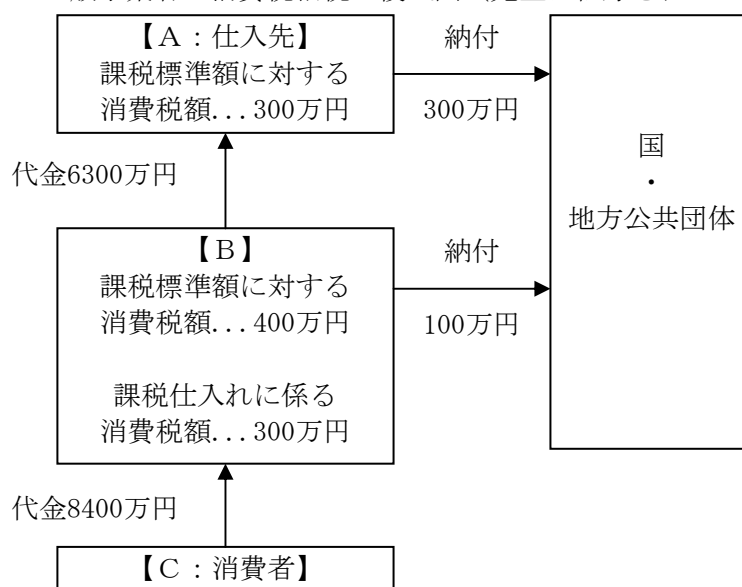 【A：仕入先】
課税標準額に対する
消費税額...300万円
納付
300万円
国
・
地方公共団体
代金6300万円
【B】
課税標準額に対する
消費税額...400万円
課税仕入れに係る
消費税額...300万円
納付
100万円
代金8400万円
【C：消費者】